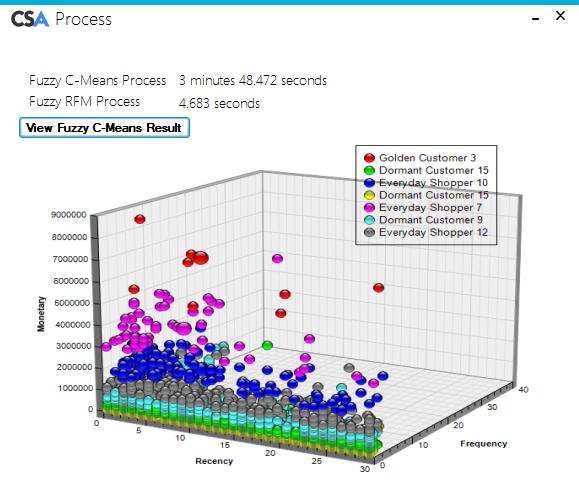 CSA Process
Fuzzy C-Means Process 3 minutes 48.472 seconds
Fuzzy RFM Process 4.683 seconds
View Fuzzy C-Means Result
Golden Customer 3
Dormant Customer 15
Everyday Shopper 10
Dormant Customer 15
Everyday Shopper 7
Dormant Customer 9
Everyday Shopper 12
9000000
8000000
7000000
6000000
5000000
4000000
3000000
2000000
1000000
0
Monetary
0
5
10
15
20
25
30
Recency
0
10
20
30
40
Frequency